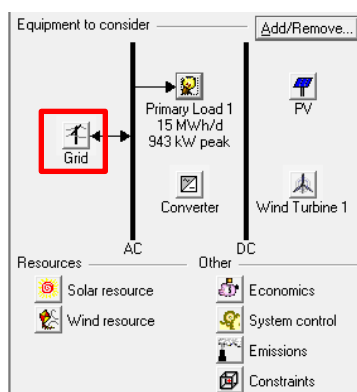 Equipment to consider Add/Remove...
Primary Load 1 PV
15 MWh/d
943 kW peak
Grid
Converter Wind Turbine 1
AC DC
Resources Other
Solar resource Economics
Wind resource System control
Emissions
Constraints